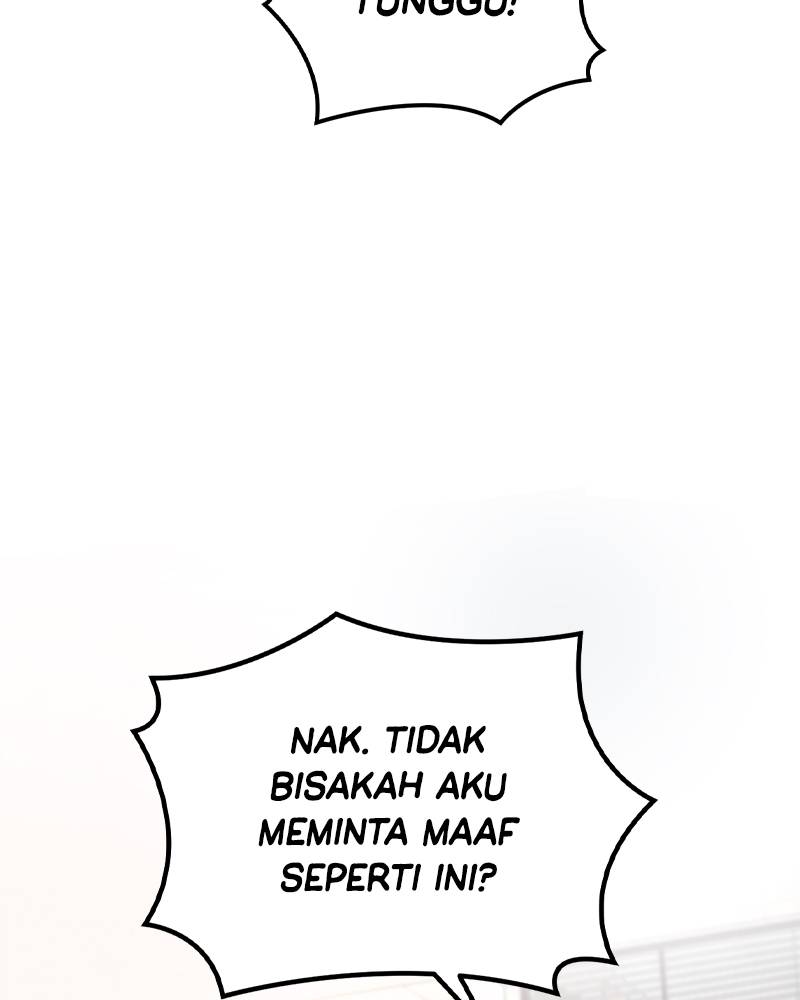 TUNGGU!
NAK. TIDAK
BISAKAH AKU
MEMINTA MAAF
SEPERTI INI?